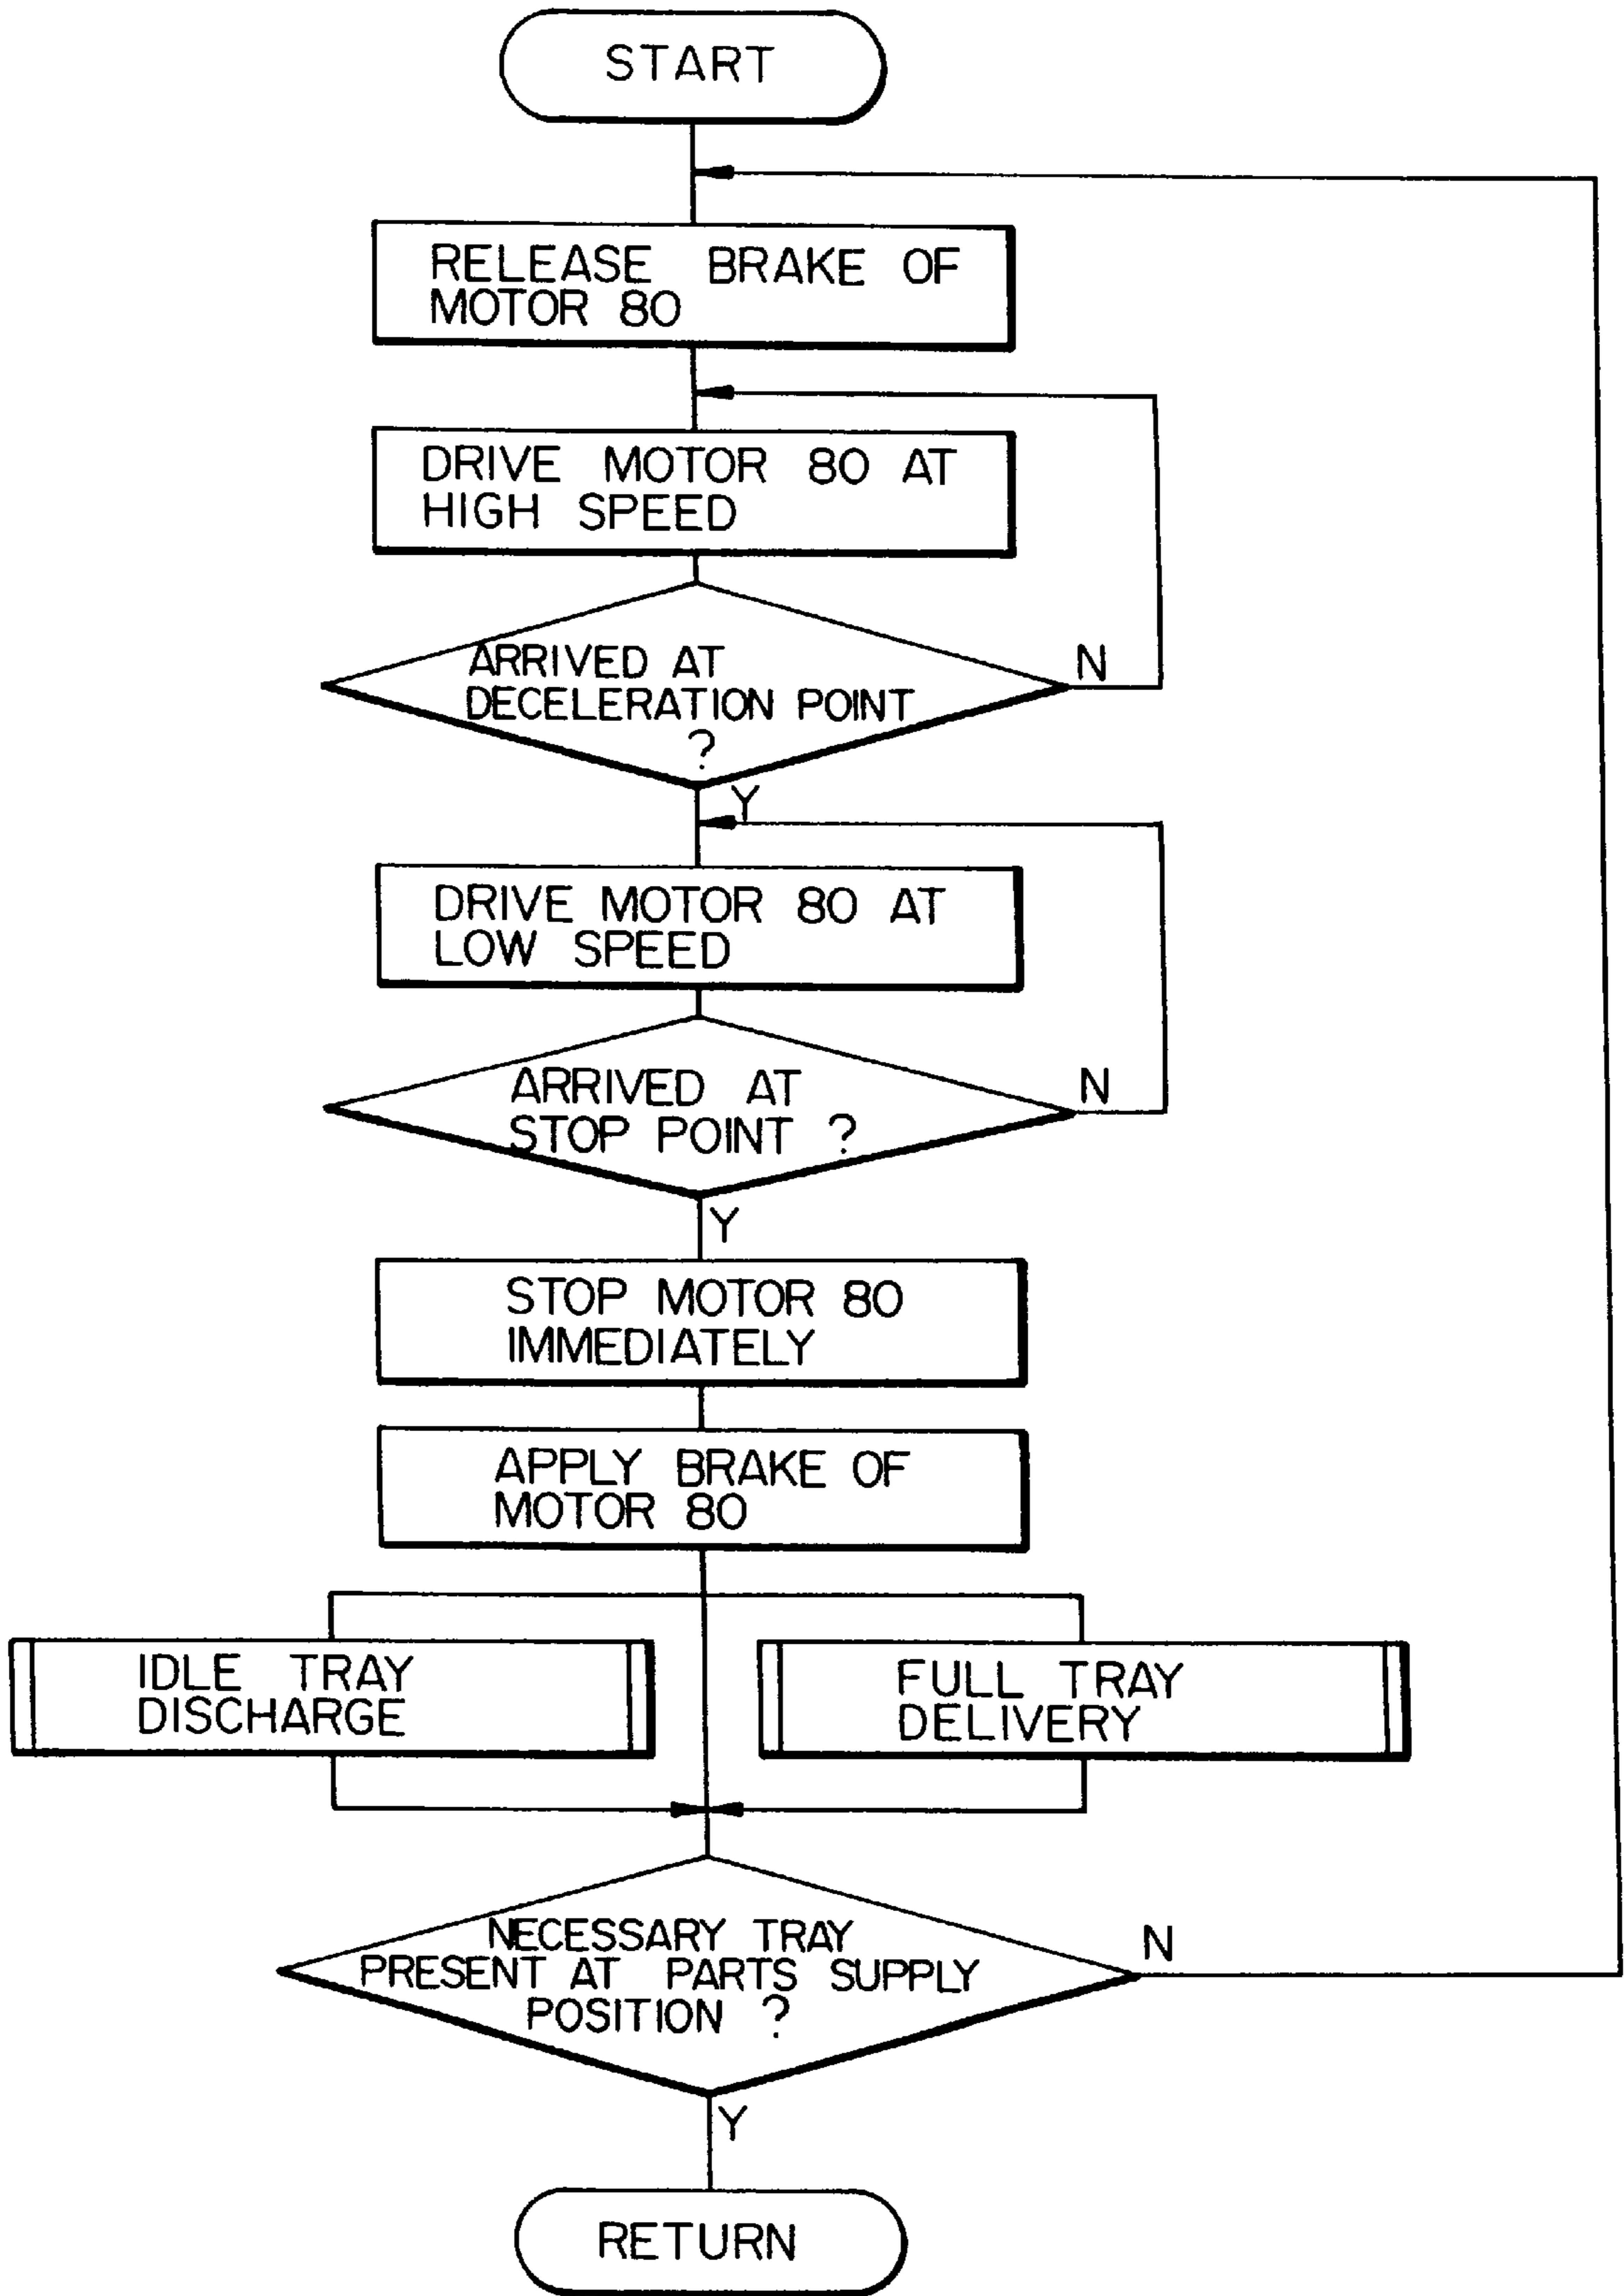 START
RELEASE BRAKE OF
MOTOR 80
DRIVE MOTOR 80 AT
HIGH SPEED
ARRIVED AT
DECELERATION POINT
?
N
Y
DRIVE MOTOR 80 AT
LOW SPEED
ARRIVED AT
STOP POINT ?
N
Y
STOP MOTOR 80
IMMEDIATELY
APPLY BRAKE OF
MOTOR 80
IDLE TRAY
DISCHARGE
FULL TRAY
DELIVERY
NECESSARY TRAY
PRESENT AT PARTS SUPPLY
POSITION ?
N
Y
RETURN